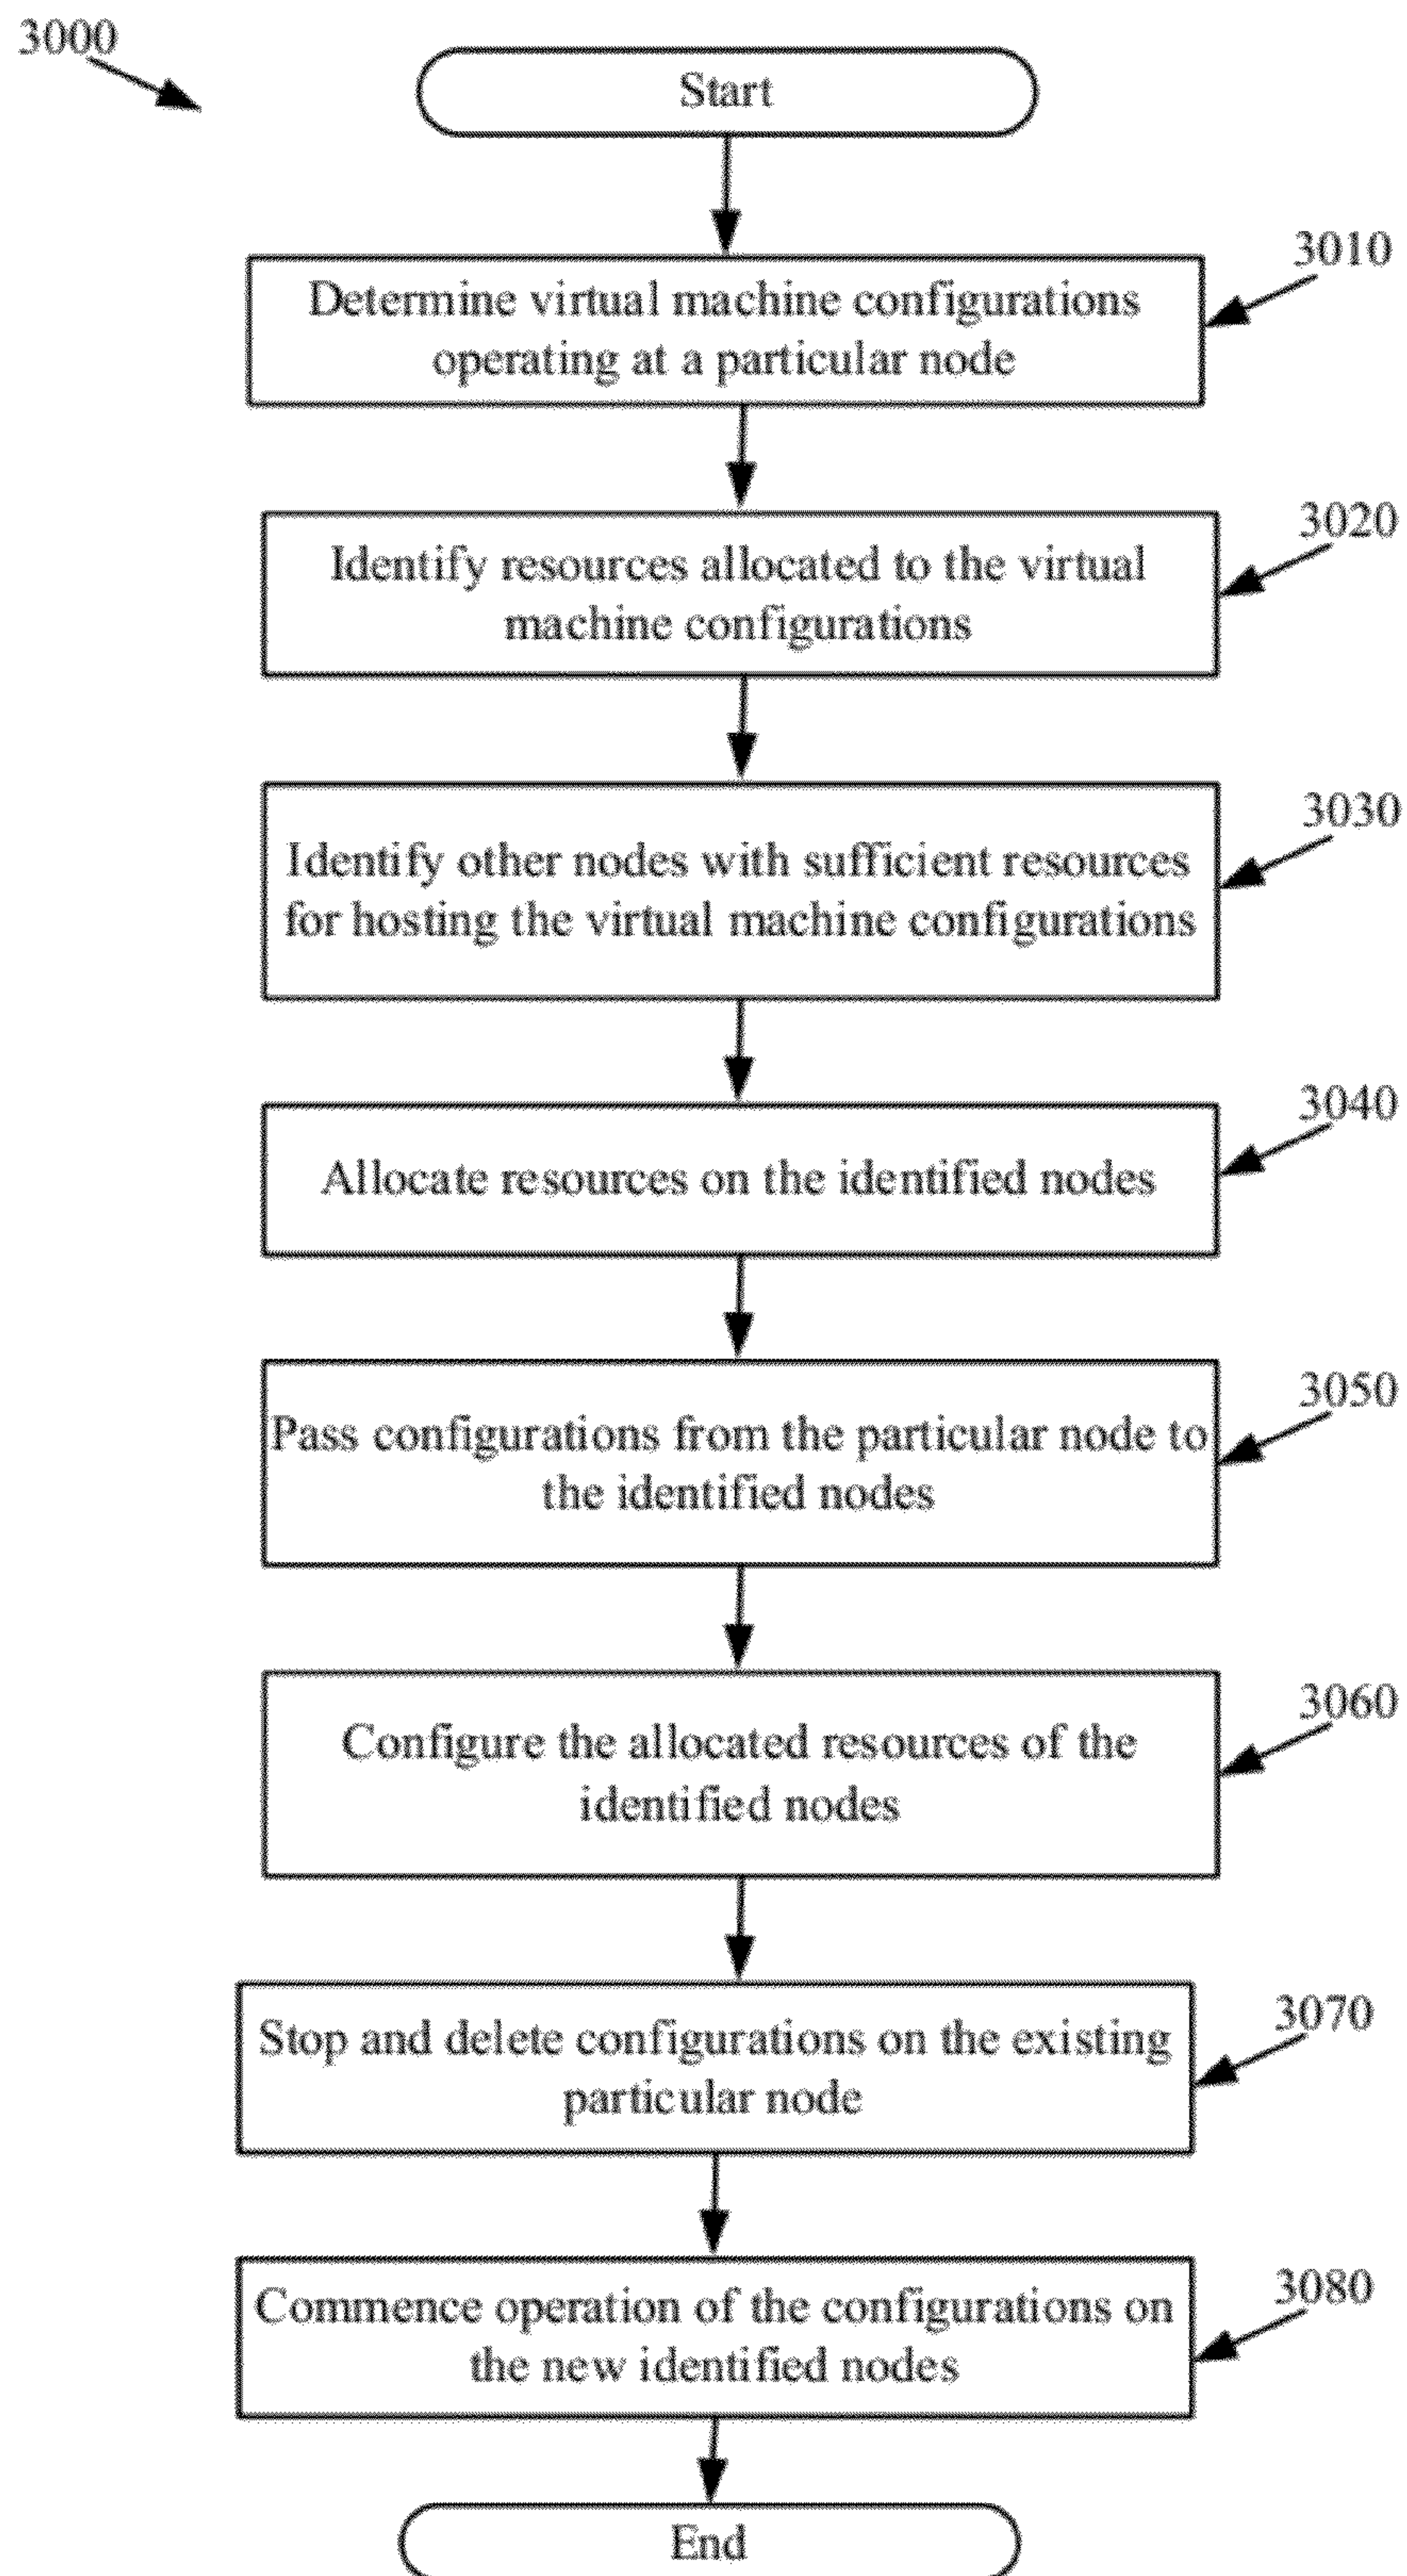 3000
Start
3010
Determine virtual machine configurations
operating at a particular node
3020
Identify resources allocated to the virtual
machine configurations
3030
Identify other nodes with sufficient resources
for hosting the virtual machine configurations
3040
Allocate resources on the identified nodes
3050
Pass configurations from the particular node to
the identified nodes
3060
Configure the allocated resources of the
identified nodes
3070
Stop and delete configurations on the existing
particular node
3080
Commence operation of the configurations on
the new identified nodes
End